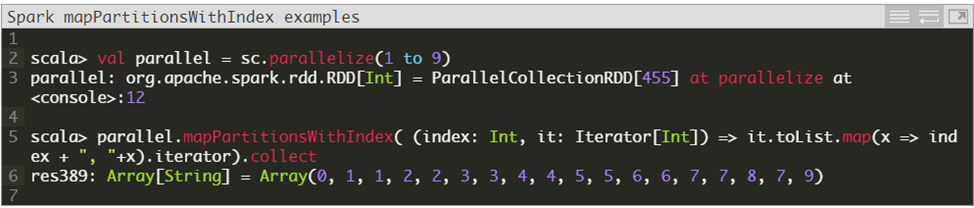 Spark mapPartitionsWithIndex examples
1
2 scala> val parallel = sc.parallelize(1 to 9)
3 parallel: org.apache.spark.rdd.RDD[Int] = ParallelCollectionRDD[455] at parallelize at
<console>:12
4
5 scala> parallel.mapPartitionsWithIndex( (index: Int, it: Iterator[Int]) => it.toList.map(x => ind
ex + ", "+x).iterator).collect
6 res389: Array[String] = Array(0, 1, 1, 2, 2, 3, 3, 4, 4, 5, 5, 6, 6, 7, 7, 8, 7, 9)
7